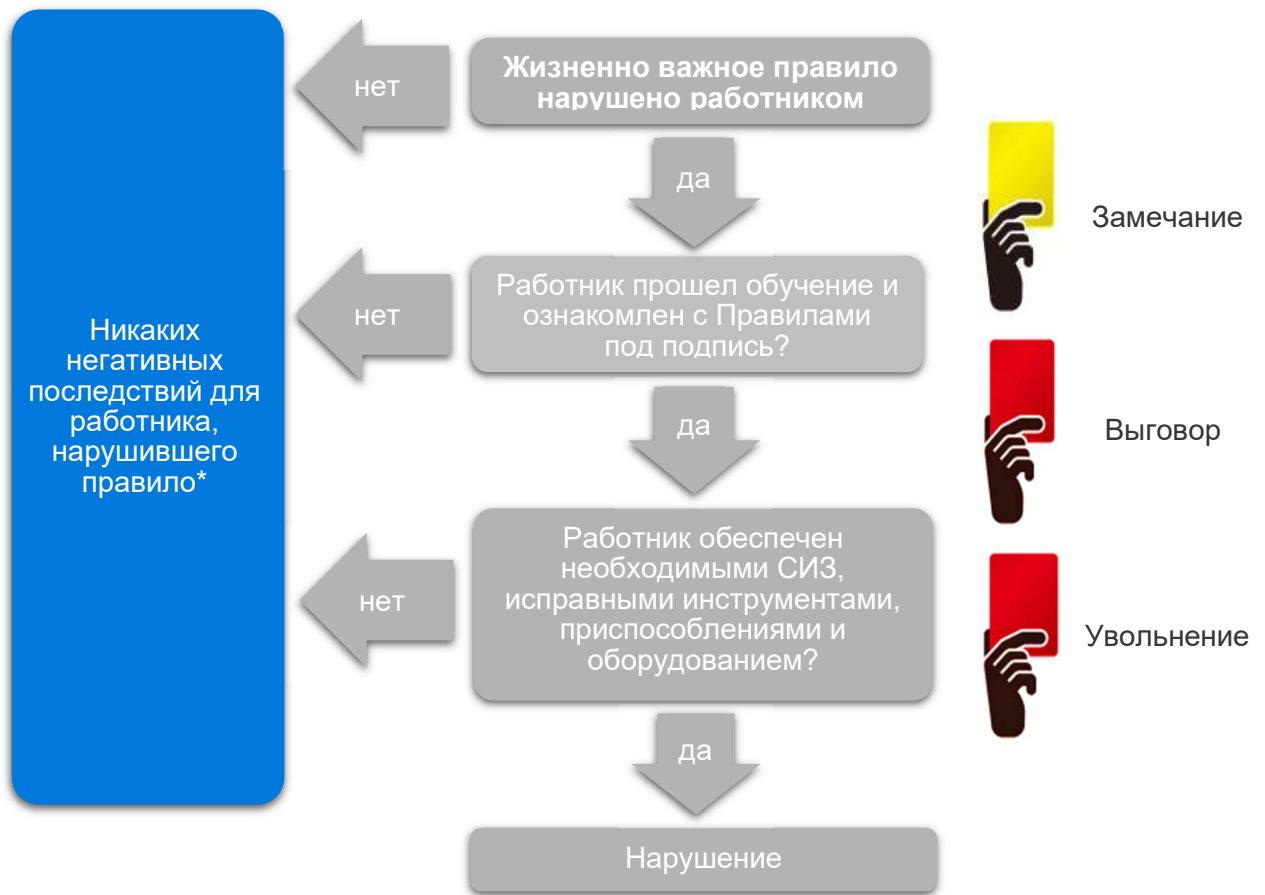 нет
Жизненно важное правило
нарушено работником
да
Замечание
нет
Работник прошел обучение и
ознакомлен с Правилами
под подпись?
Никаких
негативных
последствий для
работника,
нарушившего
правило*
да
Выговор
нет
Работник обеспечен
необходимыми СИЗ,
исправными инструментами,
приспособлениями и
оборудованием?
Увольнение
да
Нарушение